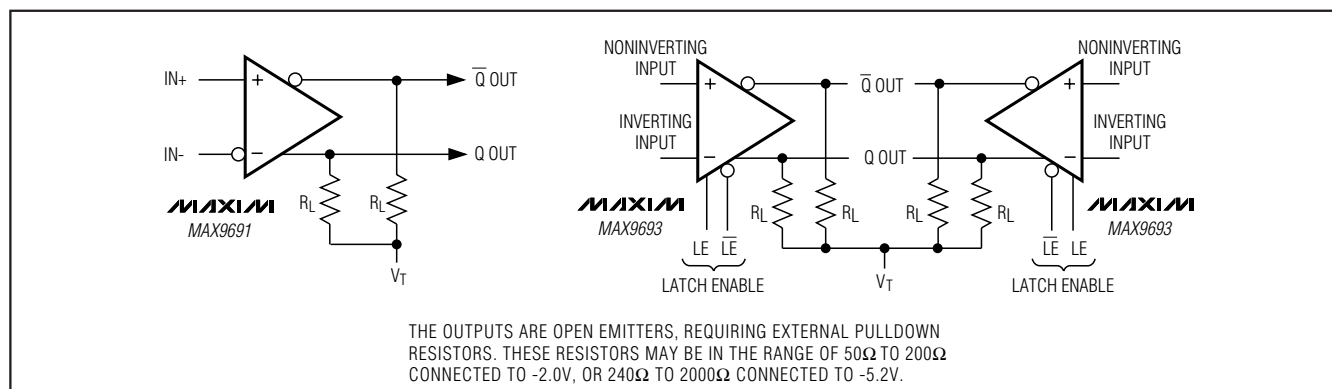 IN+
IN-
+
−
Q̅ OUT
Q OUT
MAXIM
MAX9691
RL
RL
VT
NONINVERTING
INPUT
INVERTING
INPUT
+
−
MAXIM
MAX9693
LE
L̅E̅
LATCH ENABLE
RL
RL
Q̅ OUT
Q OUT
VT
RL
RL
NONINVERTING
INPUT
INVERTING
INPUT
+
−
MAXIM
MAX9693
L̅E̅
LE
LATCH ENABLE
THE OUTPUTS ARE OPEN EMITTERS, REQUIRING EXTERNAL PULLDOWN
RESISTORS. THESE RESISTORS MAY BE IN THE RANGE OF 50Ω TO 200Ω
CONNECTED TO -2.0V, OR 240Ω TO 2000Ω CONNECTED TO -5.2V.